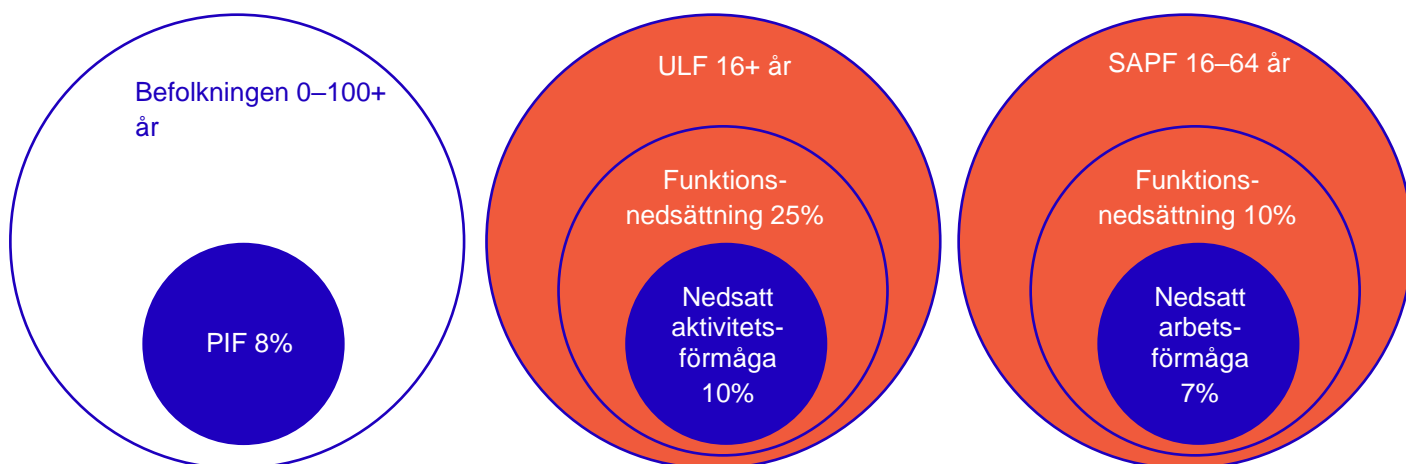 Befolkningen 0–100+
år
PIF 8%
ULF 16+ år
Funktions-
nedsättning 25%
Nedsatt
aktivitets-
förmåga
10%
SAPF 16–64 år
Funktions-
nedsättning 10%
Nedsatt
arbets-
förmåga
7%